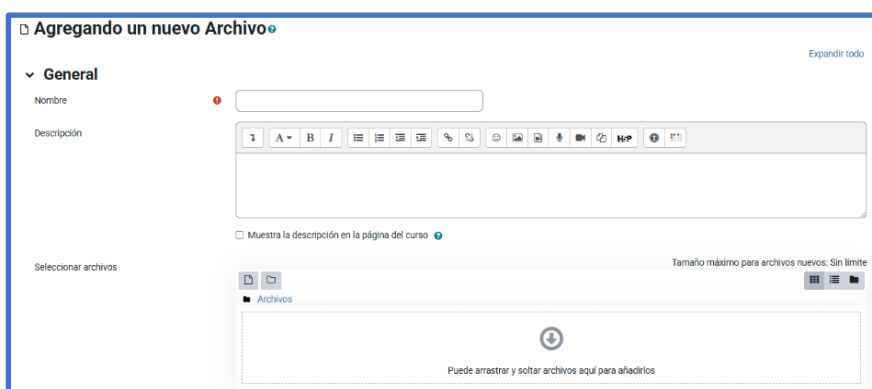 Agregando un nuevo Archivo
Expandir todo
General
Nombre
Descripción
A B I H5P
Muestra la descripción en la página del curso
Tamaño máximo para archivos nuevos: Sin límite
Seleccionar archivos
Archivos
Puede arrastrar y soltar archivos aquí para añadirlos